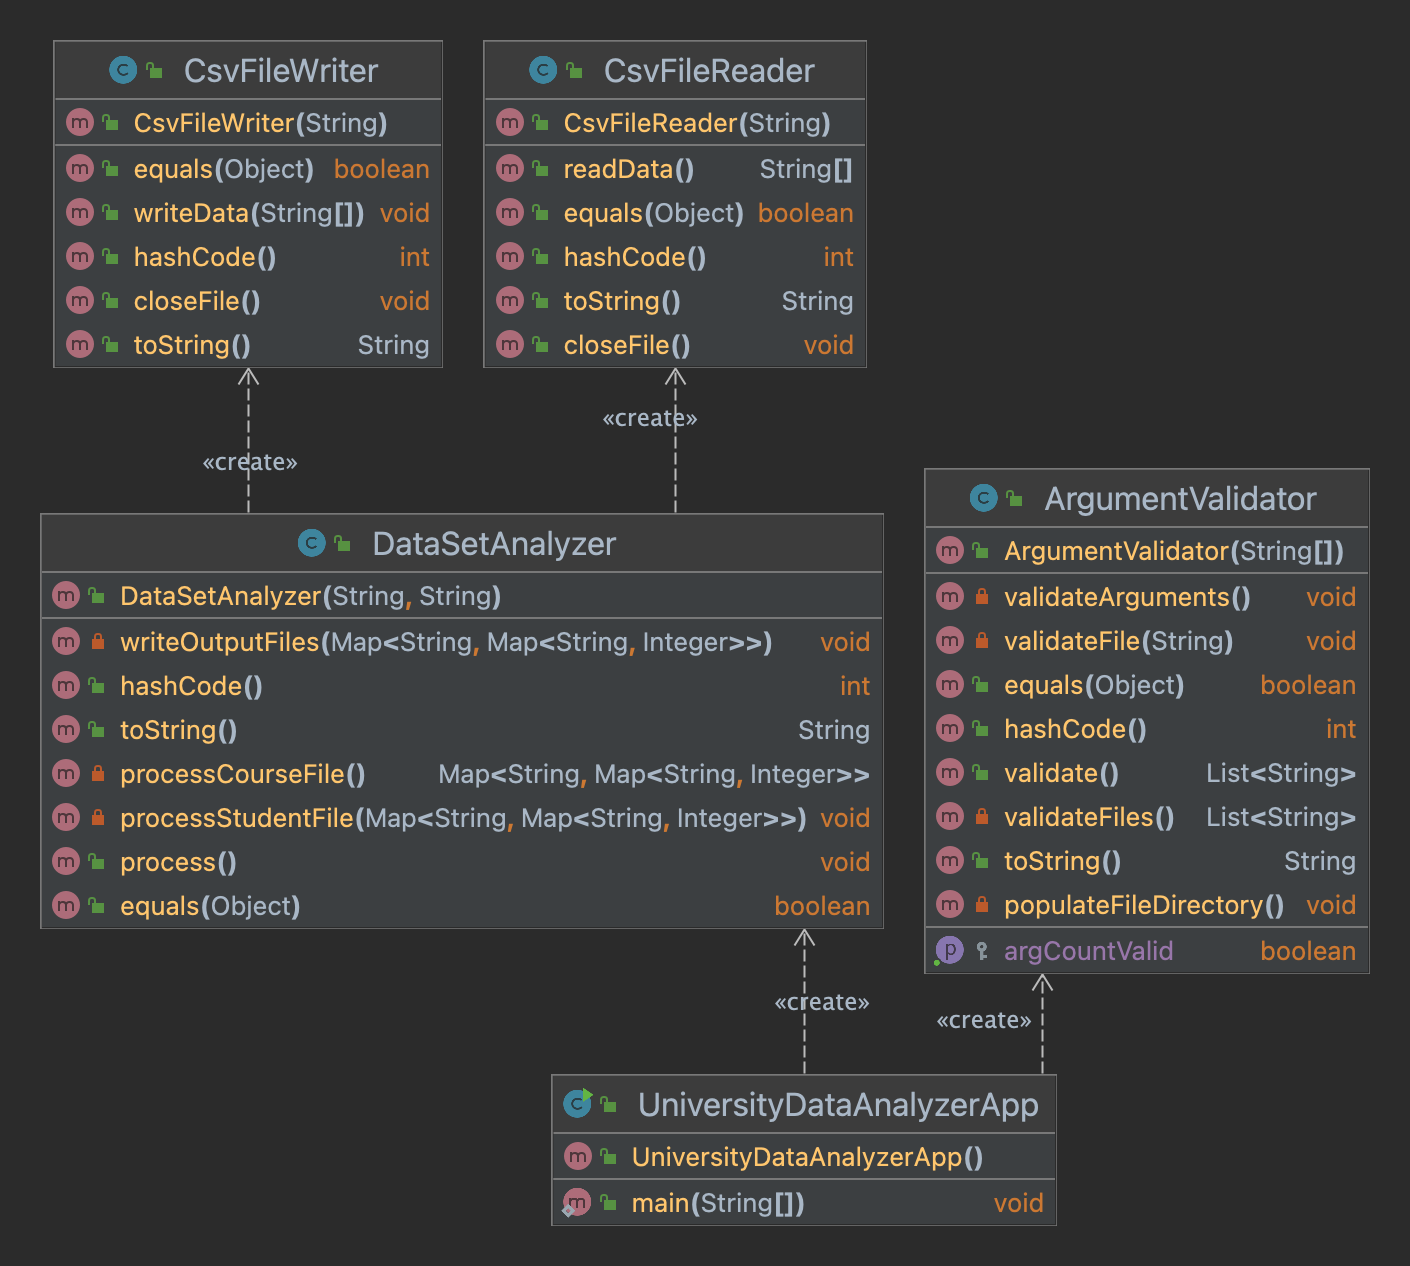 CsvFileWriter
CsvFileWriter(String)
equals(Object) boolean
writeData(String[]) void
hashCode() int
closeFile() void
toString() String
CsvFileReader
CsvFileReader(String)
readData() String[]
equals(Object) boolean
hashCode() int
toString() String
closeFile() void
«create»
«create»
DataSetAnalyzer
DataSetAnalyzer(String, String)
writeOutputFiles(Map<String, Map<String, Integer>>) void
hashCode() int
toString() String
processCourseFile() Map<String, Map<String, Integer>>
processStudentFile(Map<String, Map<String, Integer>>) void
process() void
equals(Object) boolean
ArgumentValidator
ArgumentValidator(String[])
validateArguments() void
validateFile(String) void
equals(Object) boolean
hashCode() int
validate() List<String>
validateFiles() List<String>
toString() String
populateFileDirectory() void
argCountValid boolean
«create»
«create»
UniversityDataAnalyzerApp
UniversityDataAnalyzerApp()
main(String[]) void